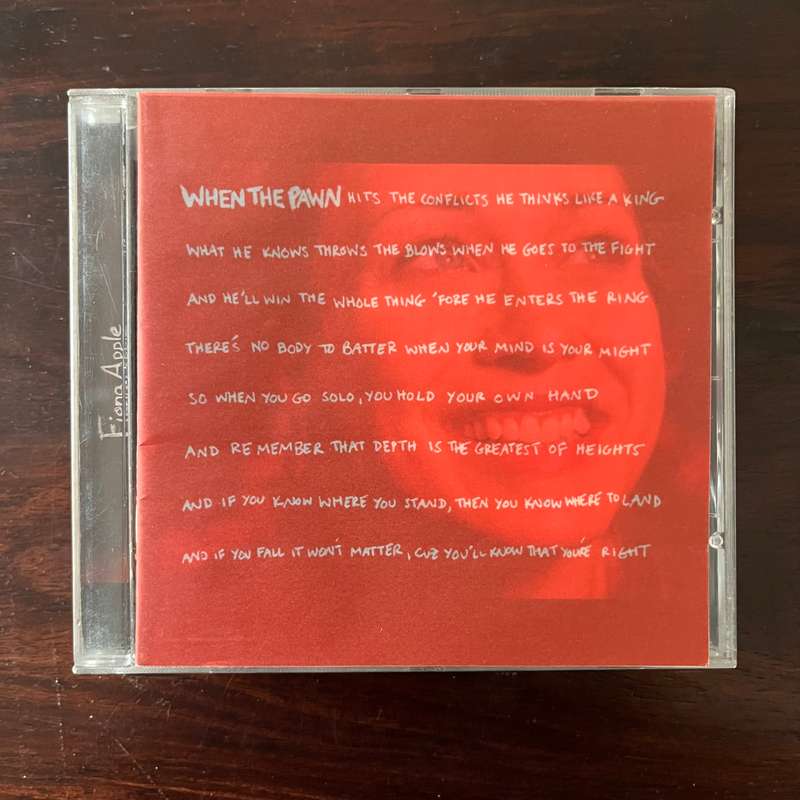 Fiona Apple
WHEN THE PAWN HITS THE CONFLICTS HE THINKS LIKE A KING
WHAT HE KNOWS THROWS THE BLOWS WHEN HE GOES TO THE FIGHT
AND HE'LL WIN THE WHOLE THING 'FORE HE ENTERS THE RING
THERE'S NO BODY TO BATTER WHEN YOUR MIND IS YOUR MIGHT
SO WHEN YOU GO SOLO, YOU HOLD YOUR OWN HAND
AND REMEMBER THAT DEPTH IS THE GREATEST OF HEIGHTS
AND IF YOU KNOW WHERE YOU STAND, THEN YOU KNOW WHERE TO LAND
AND IF YOU FALL IT WON'T MATTER, CUZ YOU'LL KNOW THAT YOU'RE RIGHT